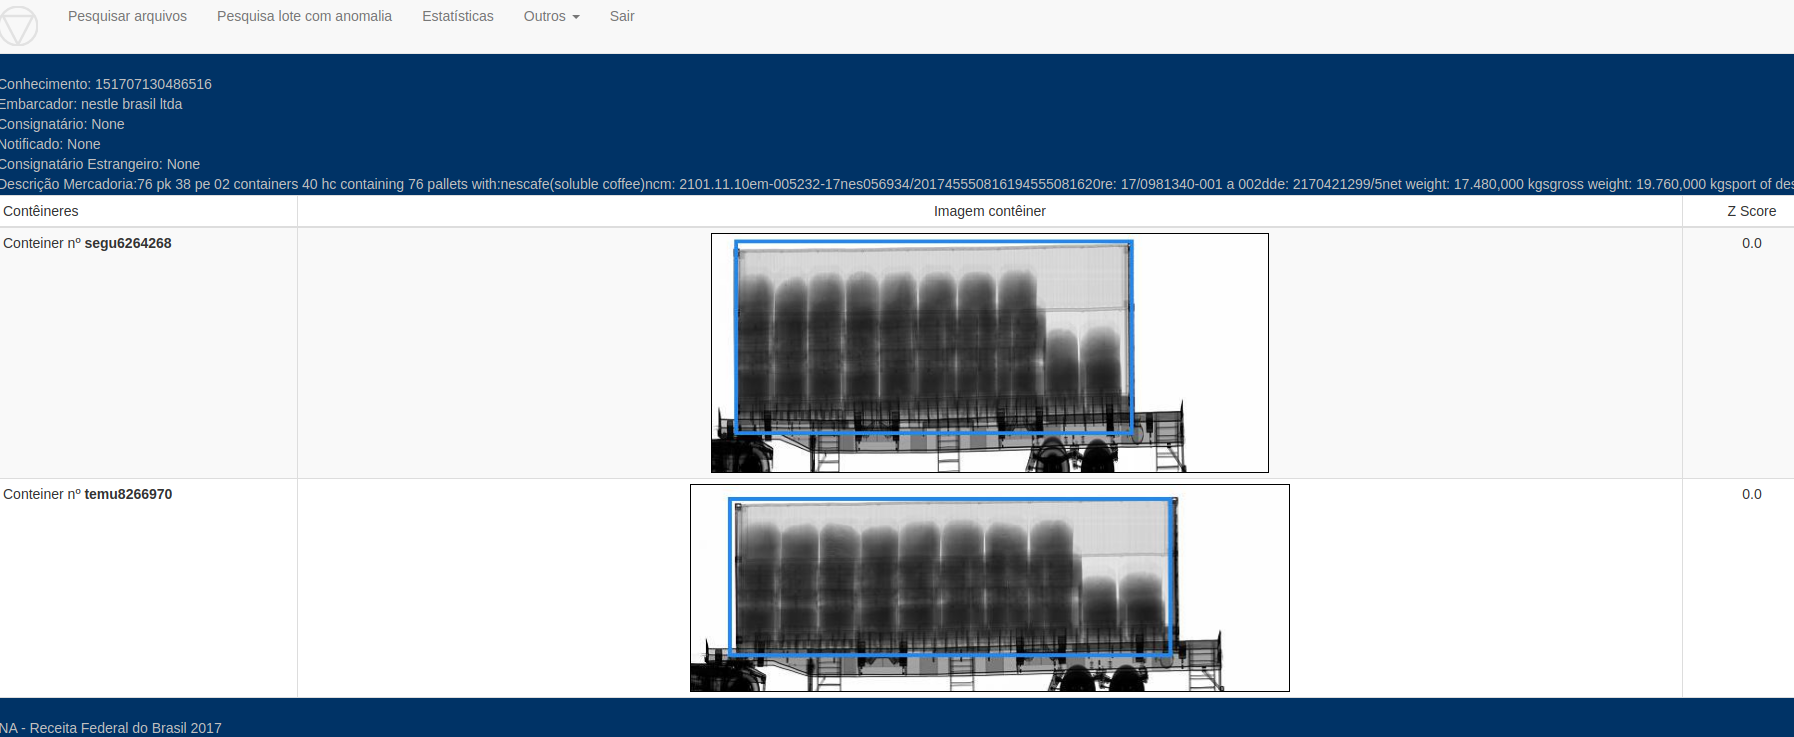 Pesquisar arquivos Pesquisa lote com anomalia Estatísticas Outros Sair
Conhecimento: 151707130486516
Embarcador: nestle brasil ltda
Consignatário: None
Notificado: None
Consignatário Estrangeiro: None
Descrição Mercadoria:76 pk 38 pe 02 containers 40 hc containing 76 pallets with:nescafe(soluble coffee)ncm: 2101.11.10em-005232-17nes056934/201745550816194555081620re: 17/0981340-001 a 002dde: 2170421299/5net weight: 17.480,000 kgsgross weight: 19.760,000 kgsport of des
Contêineres Imagem contêiner Z Score
Conteiner nº segu6264268 0.0
Conteiner nº temu8266970 0.0
NA - Receita Federal do Brasil 2017